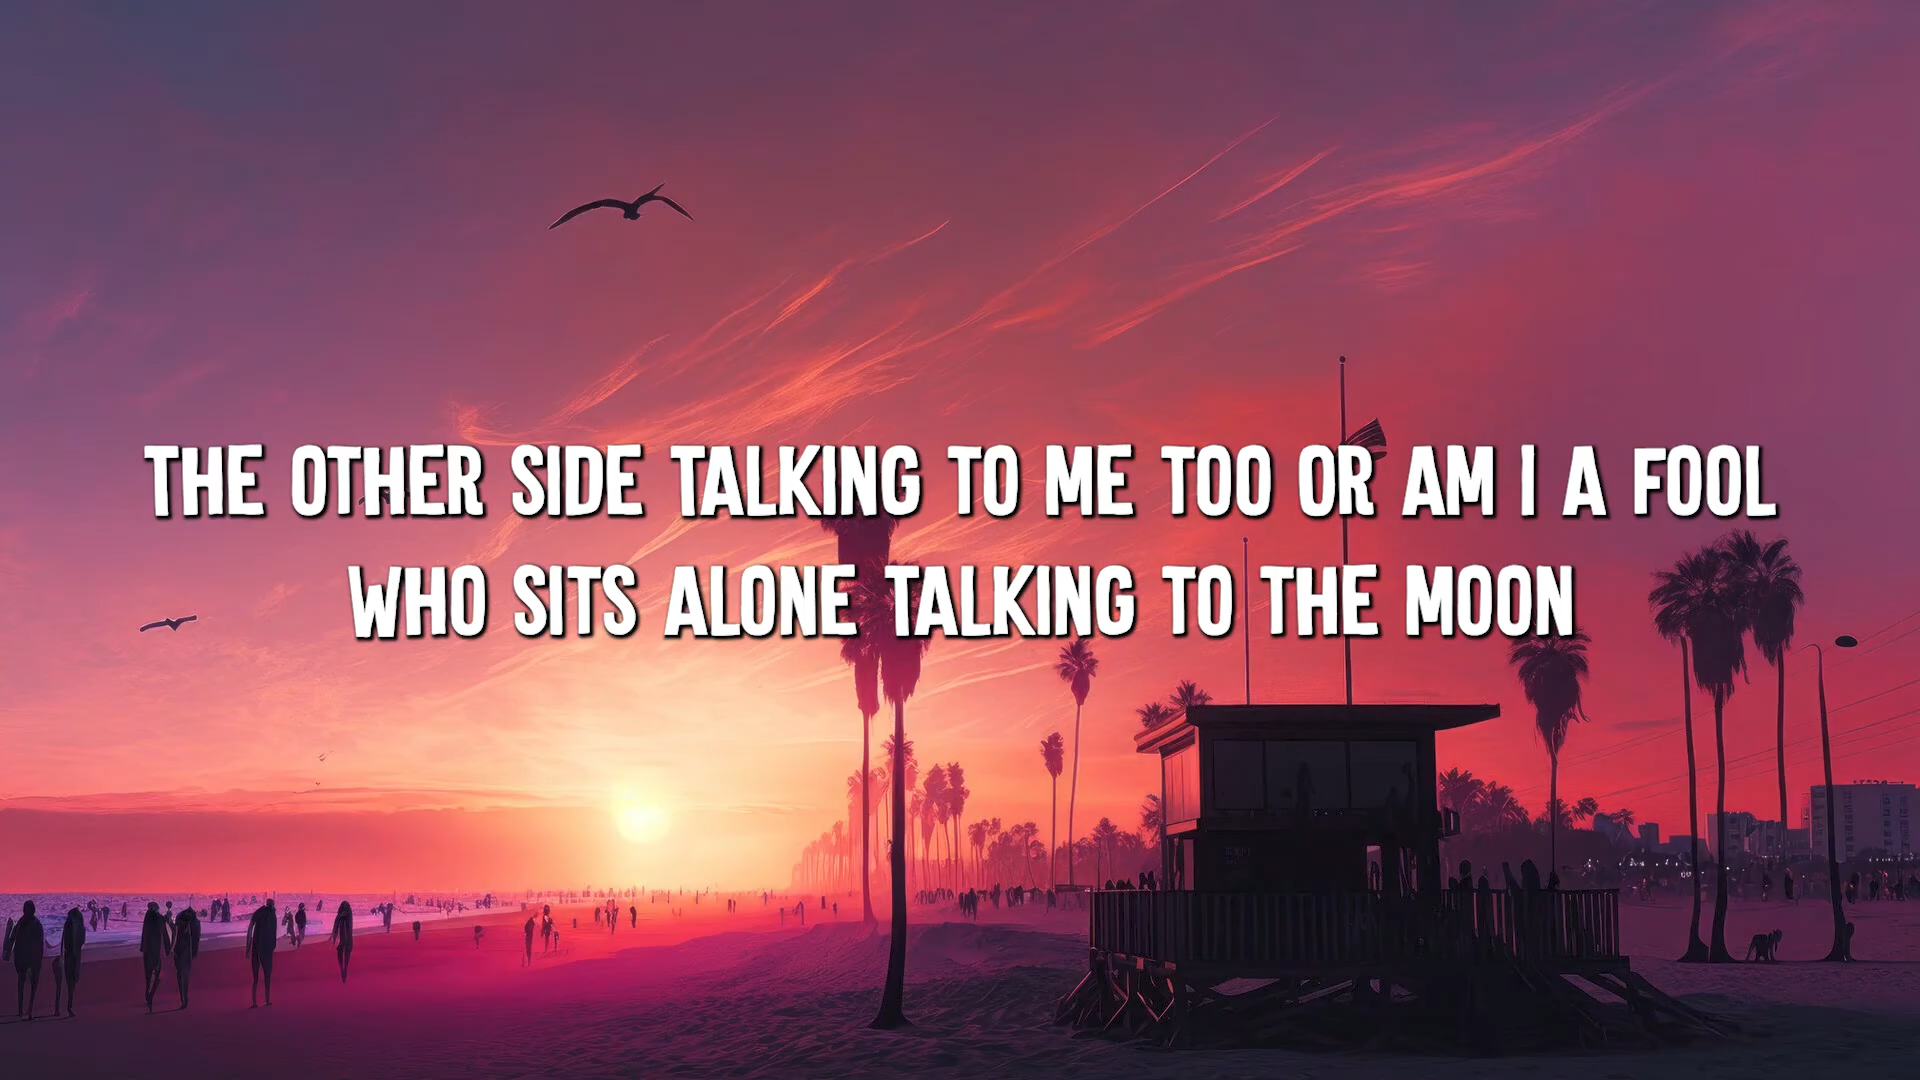 THE OTHER SIDE TALKING TO ME TOO OR AM I A FOOL
WHO SITS ALONE TALKING TO THE MOON